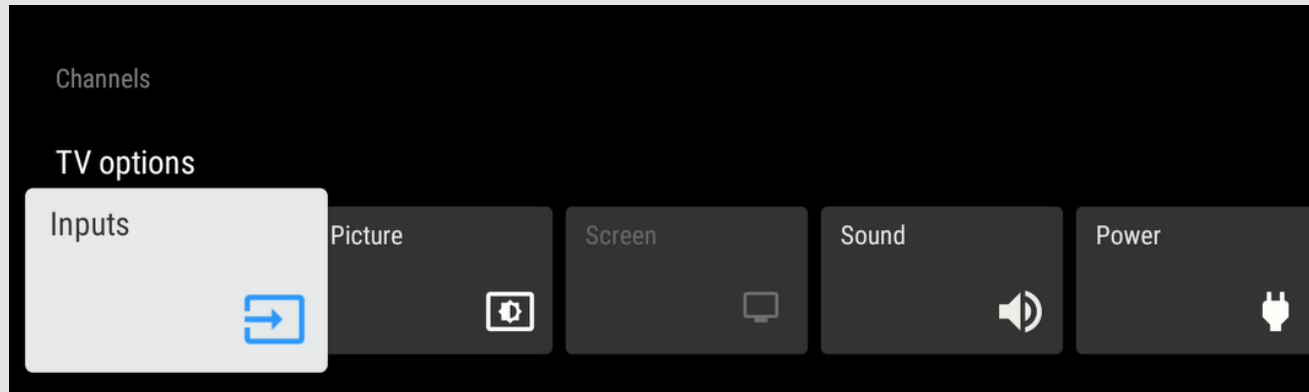 Channels
TV options
Inputs
Picture
Screen
Sound
Power